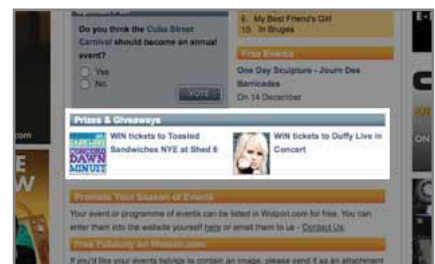 Do you think the Cuba Street
Carnival should become an annual
event?
Yes
No
VOTE
9. My Best Friend's Girl
10. In Bruges
Free Events
One Day Sculpture - Journ Des
Barricades
On 14 December
Prizes & Giveaways
WIN tickets to Toasted
Sandwiches NYE at Shed 6
WIN tickets to Duffy Live in
Concert
CONCORD
DAWN
MINUIT
Promote Your Season of Events
Your event or programme of events can be listed in Wotzon.com for free. You can
enter them into the website yourself here or email them to us - Contact Us.
Free Publicity on Wotzon.com
If you'd like your events listings to contain an image, please send it as an attachment